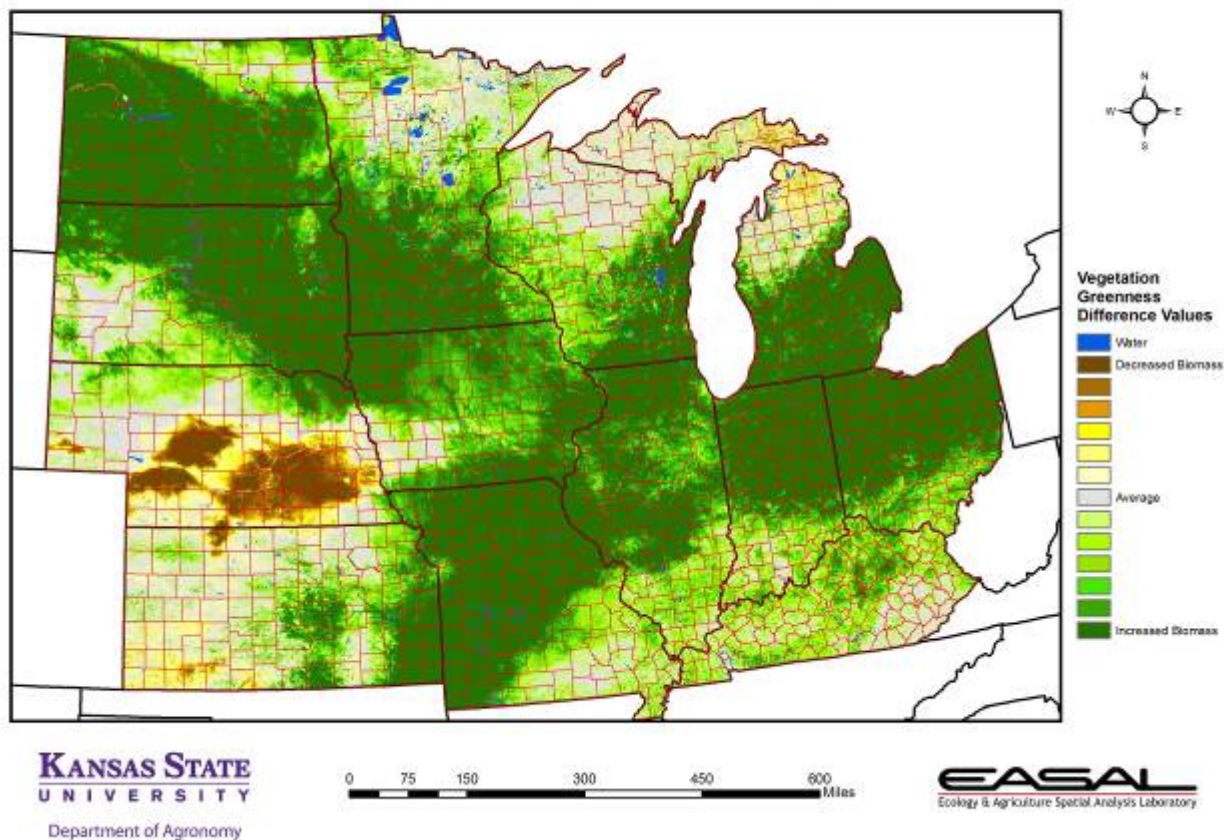 N
W
E
S
Vegetation
Greenness
Difference Values
Water
Decreased Biomass
Average
Increased Biomass
KANSAS STATE
UNIVERSITY
Department of Agronomy
0 75 150 300 450 600
Miles
EASAL
Ecology & Agriculture Spatial Analysis Laboratory